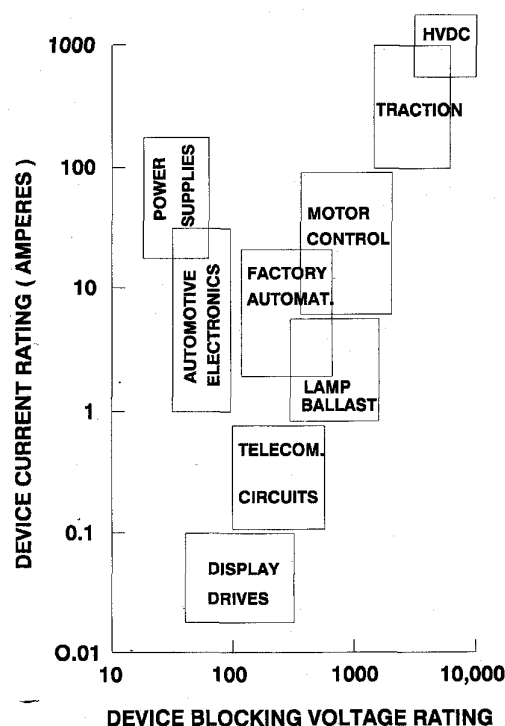 1000
100
10
1
0.1
0.01
10
100
1000
10,000
DEVICE CURRENT RATING ( AMPERES )
DEVICE BLOCKING VOLTAGE RATING
HVDC
TRACTION
POWER
SUPPLIES
MOTOR
CONTROL
AUTOMOTIVE
ELECTRONICS
FACTORY
AUTOMAT.
LAMP
BALLAST
TELECOM.
CIRCUITS
DISPLAY
DRIVES